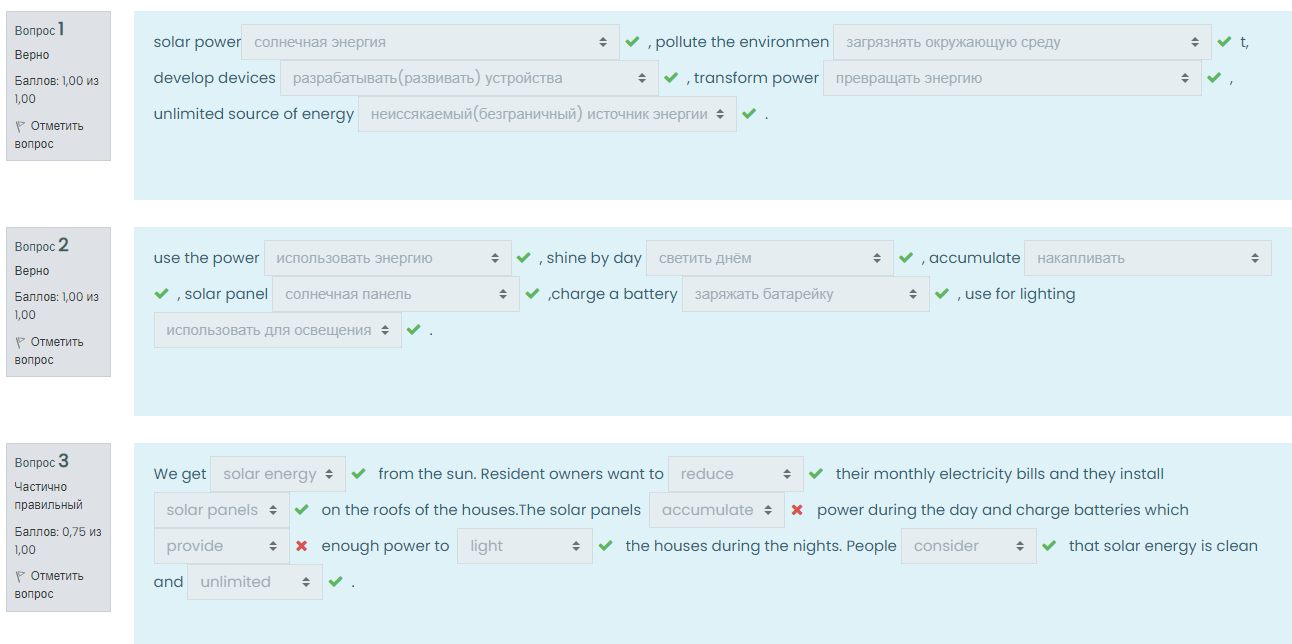 Вопрос 1
Верно
Баллов: 1,00 из
1,00
Отметить
вопрос
solar power солнечная энергия , pollute the environmen загрязнять окружающую среду t,
develop devices разрабатывать(развивать) устройства , transform power превращать энергию ,
unlimited source of energy неиссякаемый(безграничный) источник энергии .
Вопрос 2
Верно
Баллов: 1,00 из
1,00
Отметить
вопрос
use the power использовать энергию , shine by day светить днём , accumulate накапливать
, solar panel солнечная панель ,charge a battery заряжать батарейку , use for lighting
использовать для освещения .
Вопрос 3
Частично
правильный
Баллов: 0,75 из
1,00
Отметить
вопрос
We get solar energy from the sun. Resident owners want to reduce their monthly electricity bills and they install
solar panels on the roofs of the houses.The solar panels accumulate power during the day and charge batteries which
provide enough power to light the houses during the nights. People consider that solar energy is clean
and unlimited .